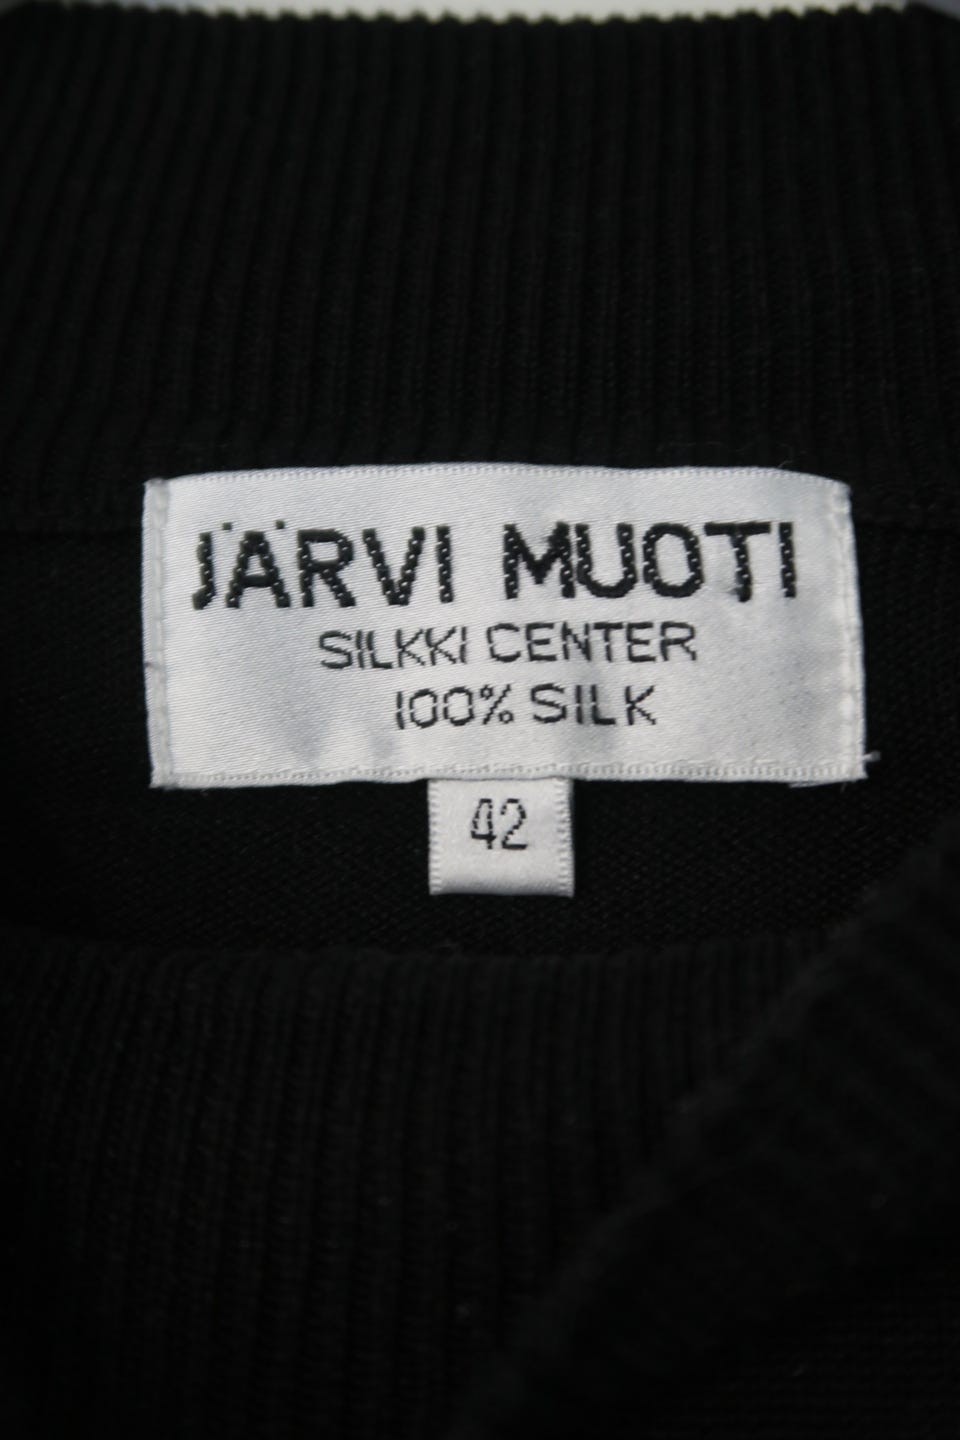 JÄRVI MUOTI
SILKKI CENTER
100% SILK
42